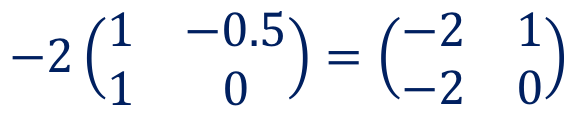 −2 (1 −0.5) = (−2 1)
(1 0) (−2 0)